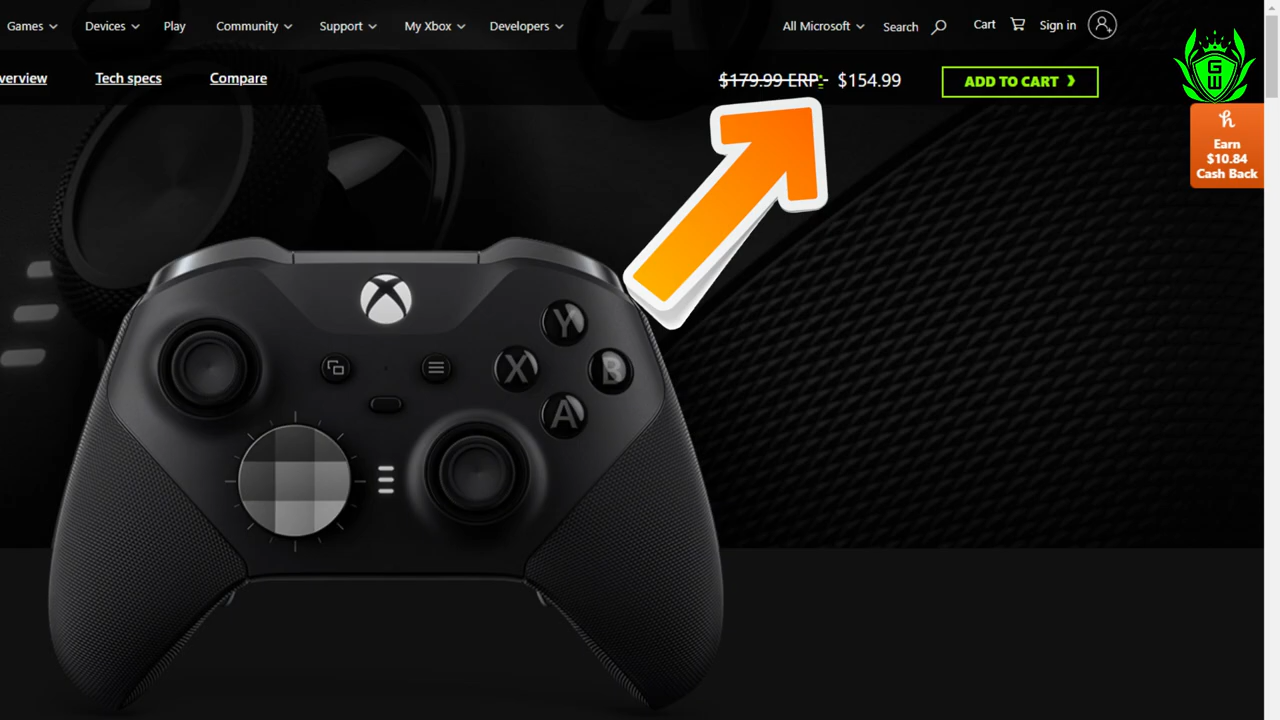 Games Devices Play Community Support My Xbox Developers All Microsoft Search Cart Sign in
verview Tech specs Compare $179.99 ERP* $154.99 ADD TO CART
G
E
h
Earn
$10.84
Cash Back
Y
X
B
A